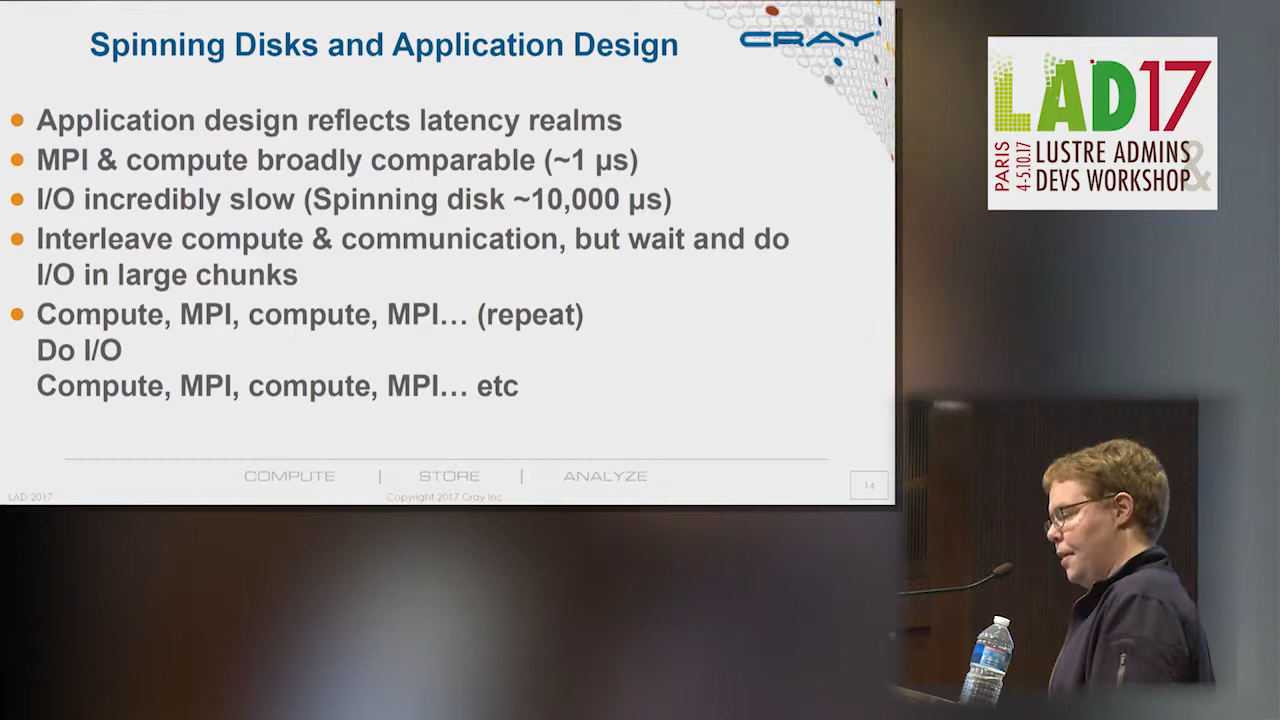 Spinning Disks and Application Design
CRAY
Application design reflects latency realms
MPI & compute broadly comparable (~1 µs)
I/O incredibly slow (Spinning disk ~10,000 µs)
Interleave compute & communication, but wait and do
I/O in large chunks
Compute, MPI, compute, MPI… (repeat)
Do I/O
Compute, MPI, compute, MPI… etc
COMPUTE | STORE | ANALYZE
LAD 2017
Copyright 2017 Cray Inc.
14
LAD17
PARIS
4-5.10.17
LUSTRE ADMINS
&
DEVS WORKSHOP